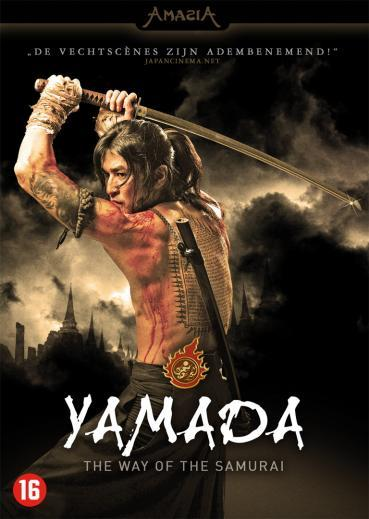 AMASIA
„DE VECHTSCÈNES ZIJN ADEMBENEMEND!"
JAPANCINEMA.NET
YAMADA
THE WAY OF THE SAMURAI
16